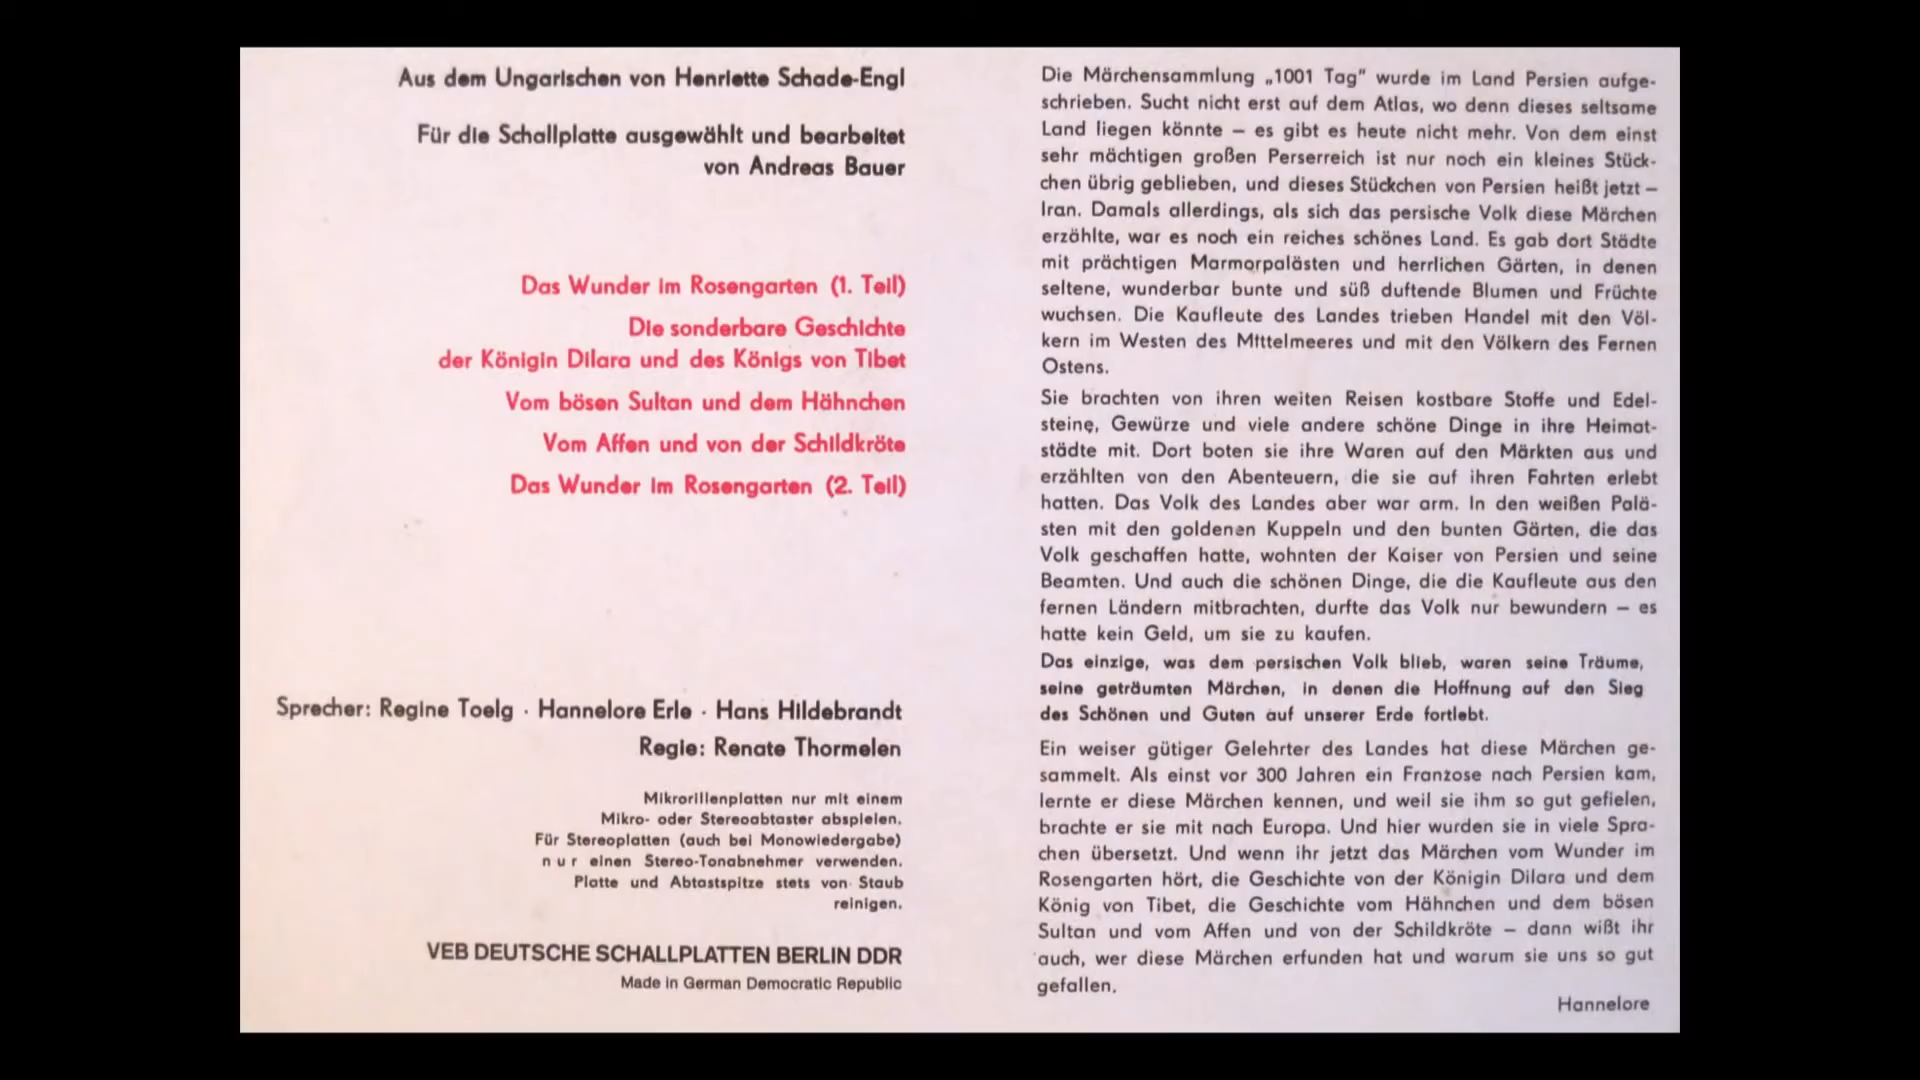 Aus dem Ungarischen von Henriette Schade-Engl
Für die Schallplatte ausgewählt und bearbeitet
von Andreas Bauer
Das Wunder im Rosengarten (1. Teil)
Die sonderbare Geschichte
der Königin Dilara und des Königs von Tibet
Vom bösen Sultan und dem Hähnchen
Vom Affen und von der Schildkröte
Das Wunder im Rosengarten (2. Teil)
Sprecher: Regine Toelg · Hannelore Erle · Hans Hildebrandt
Regie: Renate Thormelen
Mikrorillenplatten nur mit einem
Mikro- oder Stereoabtaster abspielen.
Für Stereoplatten (auch bei Monowiedergabe)
nur einen Stereo-Tonabnehmer verwenden.
Platte und Abtastspitze stets von Staub
reinigen.
VEB DEUTSCHE SCHALLPLATTEN BERLIN DDR
Made in German Democratic Republic
Die Märchensammlung „1001 Tag" wurde im Land Persien aufge-
schrieben. Sucht nicht erst auf dem Atlas, wo denn dieses seltsame
Land liegen könnte – es gibt es heute nicht mehr. Von dem einst
sehr mächtigen großen Perserreich ist nur noch ein kleines Stück-
chen übrig geblieben, und dieses Stückchen von Persien heißt jetzt –
Iran. Damals allerdings, als sich das persische Volk diese Märchen
erzählte, war es noch ein reiches schönes Land. Es gab dort Städte
mit prächtigen Marmorpalästen und herrlichen Gärten, in denen
seltene, wunderbar bunte und süß duftende Blumen und Früchte
wuchsen. Die Kaufleute des Landes trieben Handel mit den Völ-
kern im Westen des Mittelmeeres und mit den Völkern des Fernen
Ostens.
Sie brachten von ihren weiten Reisen kostbare Stoffe und Edel-
steine, Gewürze und viele andere schöne Dinge in ihre Heimat-
städte mit. Dort boten sie ihre Waren auf den Märkten aus und
erzählten von den Abenteuern, die sie auf ihren Fahrten erlebt
hatten. Das Volk des Landes aber war arm. In den weißen Palä-
sten mit den goldenen Kuppeln und den bunten Gärten, die das
Volk geschaffen hatte, wohnten der Kaiser von Persien und seine
Beamten. Und auch die schönen Dinge, die die Kaufleute aus den
fernen Ländern mitbrachten, durfte das Volk nur bewundern – es
hatte kein Geld, um sie zu kaufen.
Das einzige, was dem persischen Volk blieb, waren seine Träume,
seine geträumten Märchen, in denen die Hoffnung auf den Sieg
des Schönen und Guten auf unserer Erde fortlebt.
Ein weiser gütiger Gelehrter des Landes hat diese Märchen ge-
sammelt. Als einst vor 300 Jahren ein Franzose nach Persien kam,
lernte er diese Märchen kennen, und weil sie ihm so gut gefielen,
brachte er sie mit nach Europa. Und hier wurden sie in viele Spra-
chen übersetzt. Und wenn ihr jetzt das Märchen vom Wunder im
Rosengarten hört, die Geschichte von der Königin Dilara und dem
König von Tibet, die Geschichte vom Hähnchen und dem bösen
Sultan und vom Affen und von der Schildkröte – dann wißt ihr
auch, wer diese Märchen erfunden hat und warum sie uns so gut
gefallen.
Hannelore